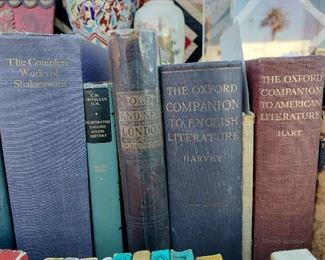 The Complete
Works of
Shakespeare
G.M.
TREVELYAN
O.M.
ILLUSTRATED
ENGLISH
SOCIAL
HISTORY
OLD
AND NEW
LONDON
THE OXFORD
COMPANION
TO ENGLISH
LITERATURE
HARVEY
THE OXFORD
COMPANION
TO AMERICAN
LITERATURE
HART